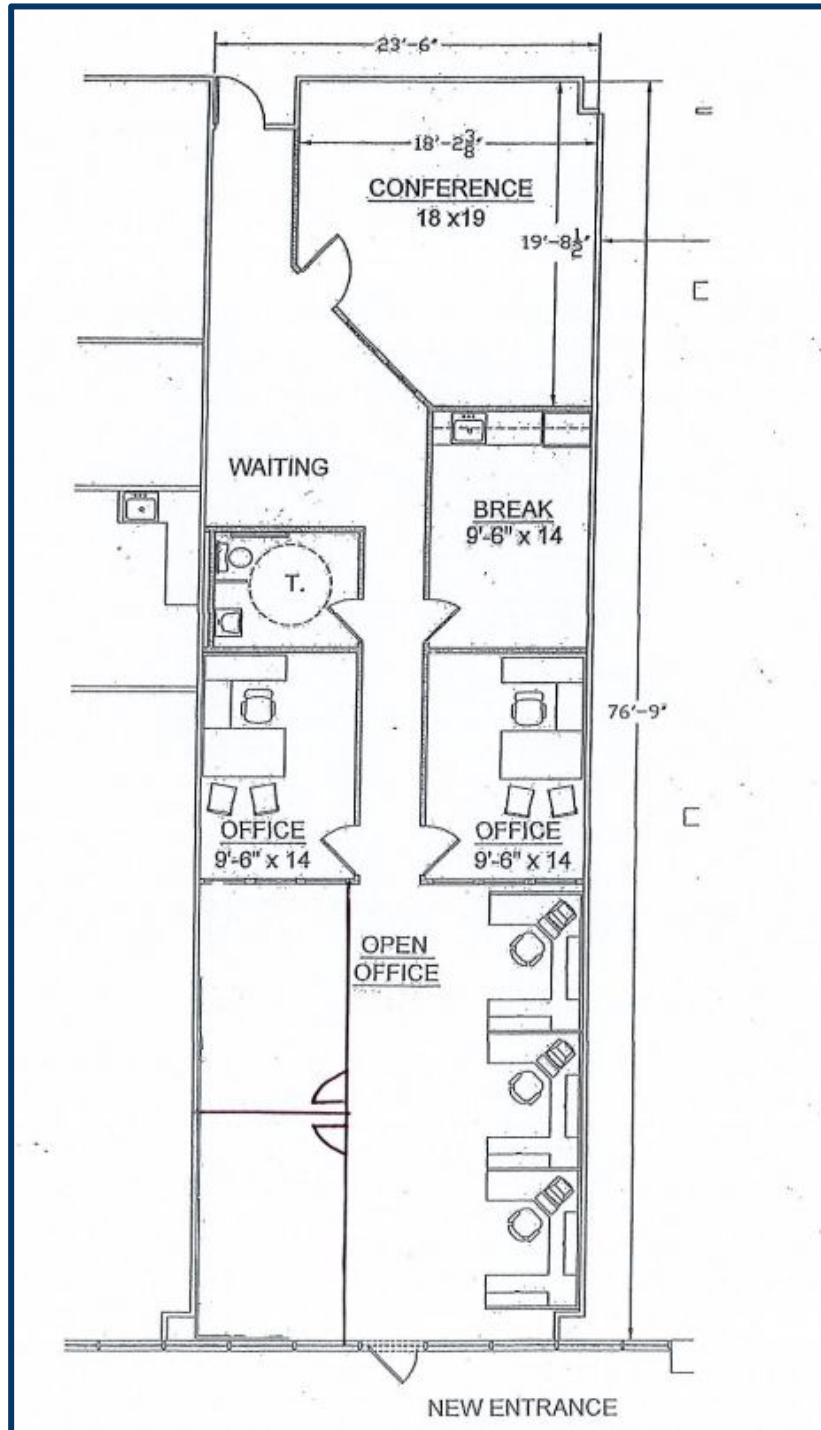 23'-6"
18'-2 3/8"
CONFERENCE
18 x19
19'-8 1/2"
WAITING
BREAK
9'-6" x 14
T.
76'-9"
OFFICE
9'-6" x 14
OFFICE
9'-6" x 14
OPEN
OFFICE
NEW ENTRANCE